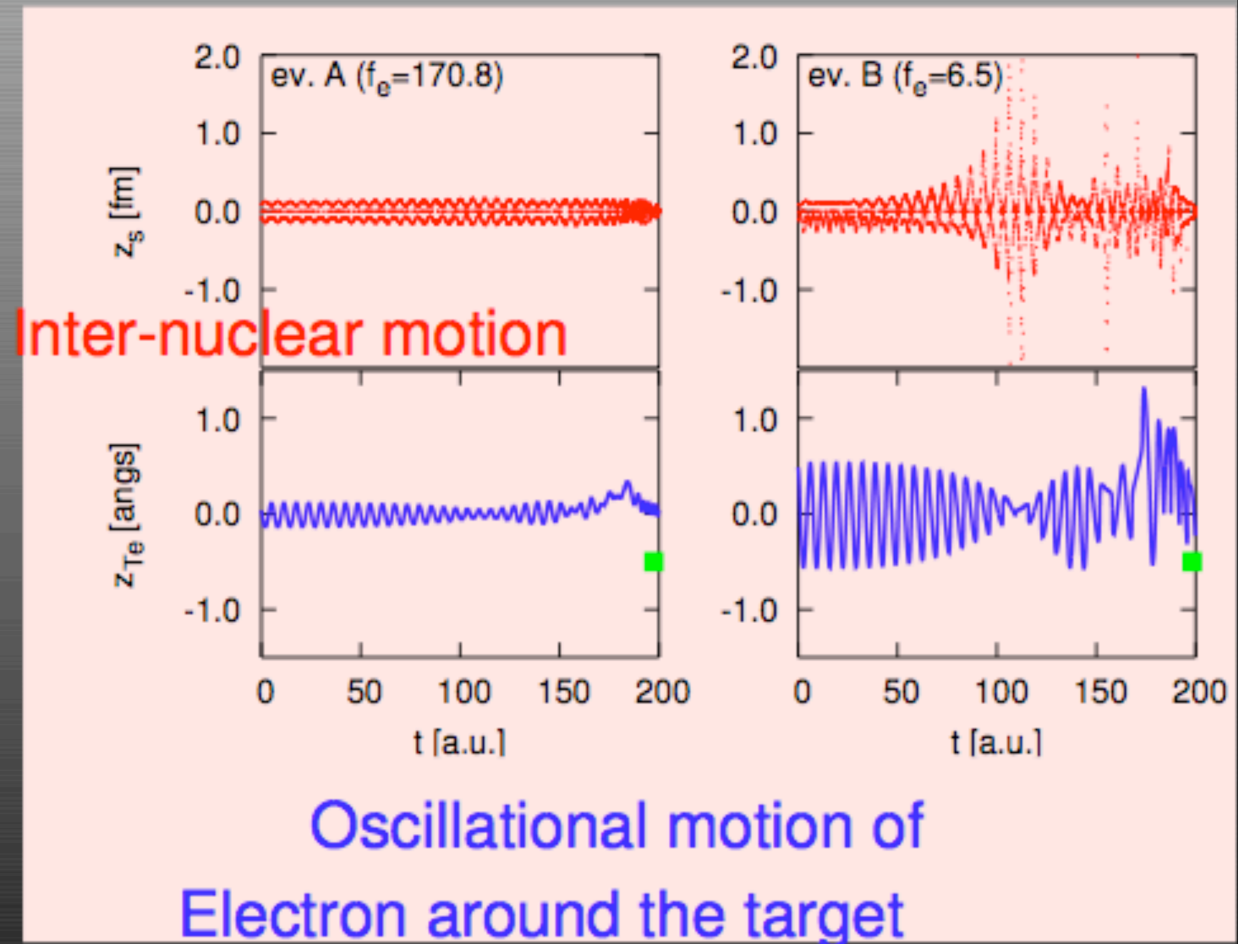 2.0
ev. A (fe=170.8)
1.0
zs [fm]
0.0
-1.0
2.0
ev. B (fe=6.5)
1.0
0.0
-1.0
Inter-nuclear motion
1.0
zTe [angs]
0.0
-1.0
0 50 100 150 200
t [a.u.]
1.0
0.0
-1.0
0 50 100 150 200
t [a.u.]
Oscillational motion of
Electron around the target